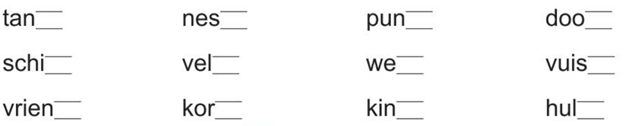 tan__ nes__ pun__ doo__
schi__ vel__ we__ vuis__
vrien__ kor__ kin__ hul__